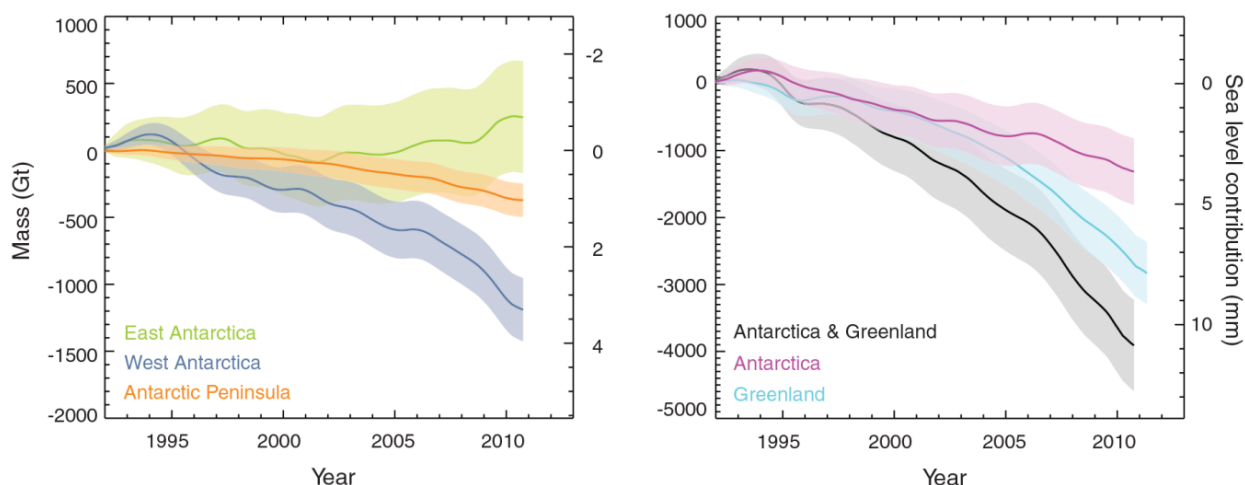 1000
500
0
-500
-1000
-1500
-2000
Mass (Gt)
-2
0
2
4
East Antarctica
West Antarctica
Antarctic Peninsula
1995
2000
2005
2010
Year
1000
0
-1000
-2000
-3000
-4000
-5000
0
5
10
Sea level contribution (mm)
Antarctica & Greenland
Antarctica
Greenland
1995
2000
2005
2010
Year